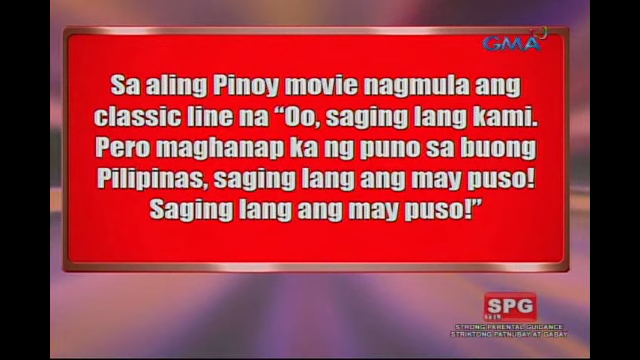 GMA
Sa aling Pinoy movie nagmula ang
classic line na “Oo, saging lang kami.
Pero maghanap ka ng puno sa buong
Pilipinas, saging lang ang may puso!
Saging lang ang may puso!”
SPG
STRONG PARENTAL GUIDANCE
STRIKTONG PATNUBAY AT GABAY